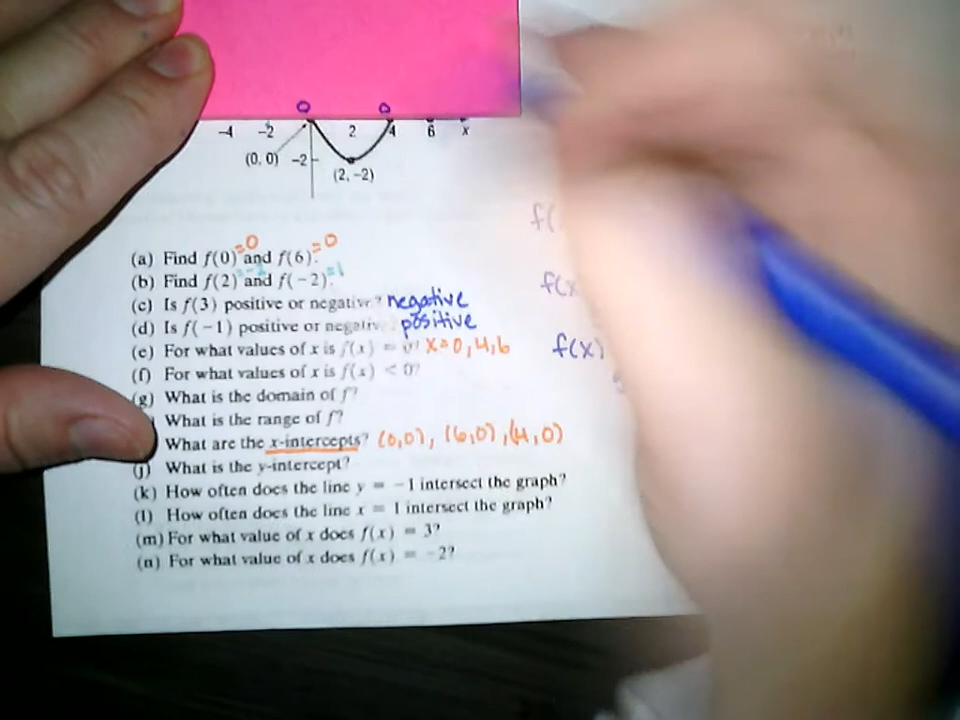 0 0
-4 -2 2 4 6 x
(0, 0) -2
(2, -2)
f(
(a) Find f(0) =0 and f(6). =0
(b) Find f(2) and f(-2). =1
f(x
(c) Is f(3) positive or negative? negative
(d) Is f(-1) positive or negative positive
(e) For what values of x is f(x) = 0? x=0,4,6 f(x)
(f) For what values of x is f(x) < 0?
(g) What is the domain of f?
What is the range of f?
What are the x-intercepts? (0,0), (6,0), (4,0)
(j) What is the y-intercept?
(k) How often does the line y = -1 intersect the graph?
(l) How often does the line x = 1 intersect the graph?
(m) For what value of x does f(x) = 3?
(n) For what value of x does f(x) = -2?